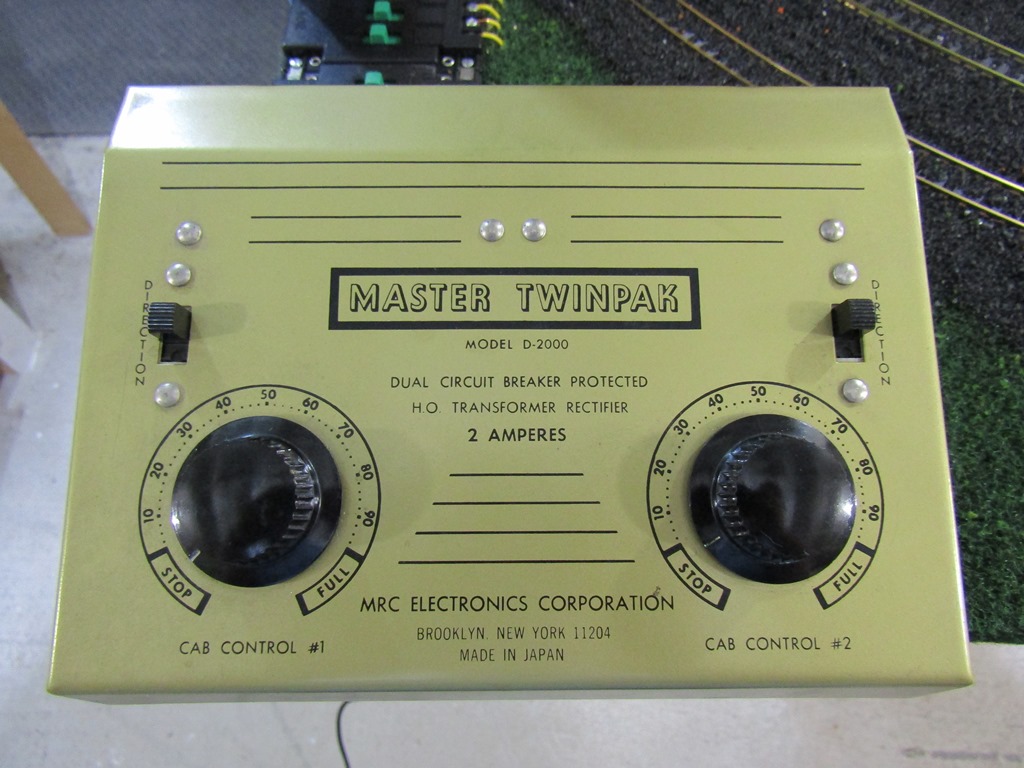 MASTER TWINPAK
MODEL D-2000
DIRECTION
DIRECTION
DUAL CIRCUIT BREAKER PROTECTED
H.O. TRANSFORMER RECTIFIER
2 AMPERES
STOP 10 20 30 40 50 60 70 80 90 FULL
STOP 10 20 30 40 50 60 70 80 90 FULL
MRC ELECTRONICS CORPORATION
BROOKLYN, NEW YORK 11204
MADE IN JAPAN
CAB CONTROL #1
CAB CONTROL #2